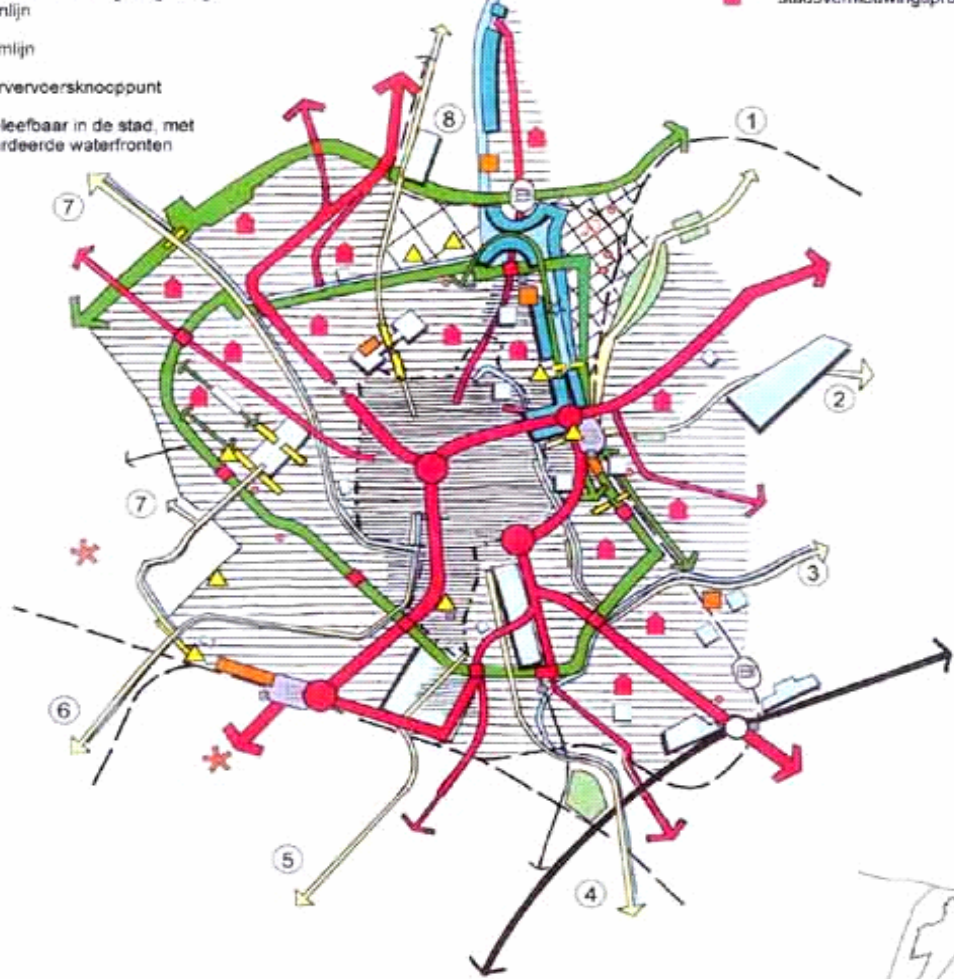 nlijn
mlijn
rvervoersknooppunt
leefbaar in de stad, met
rdeerde waterfronten
8
1
7
2
7
3
6
5
4